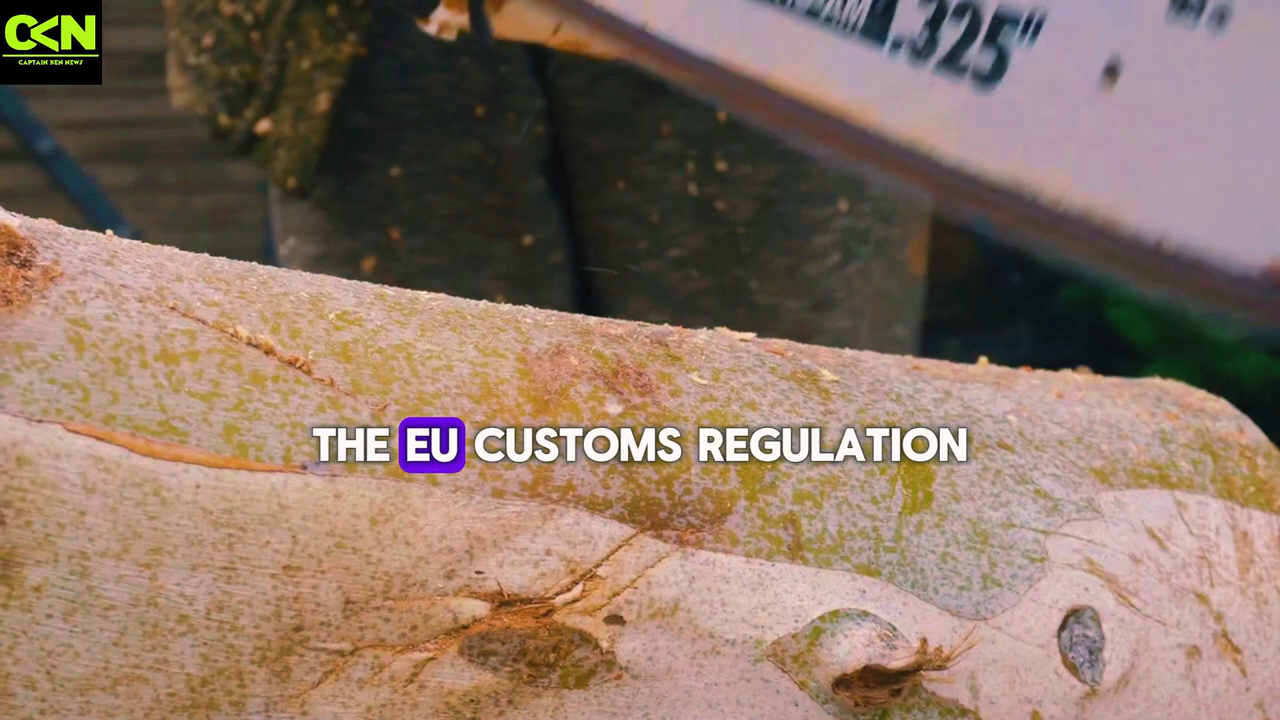 CKN
CAPTAIN KEN NEWS
.325"
THE EU CUSTOMS REGULATION